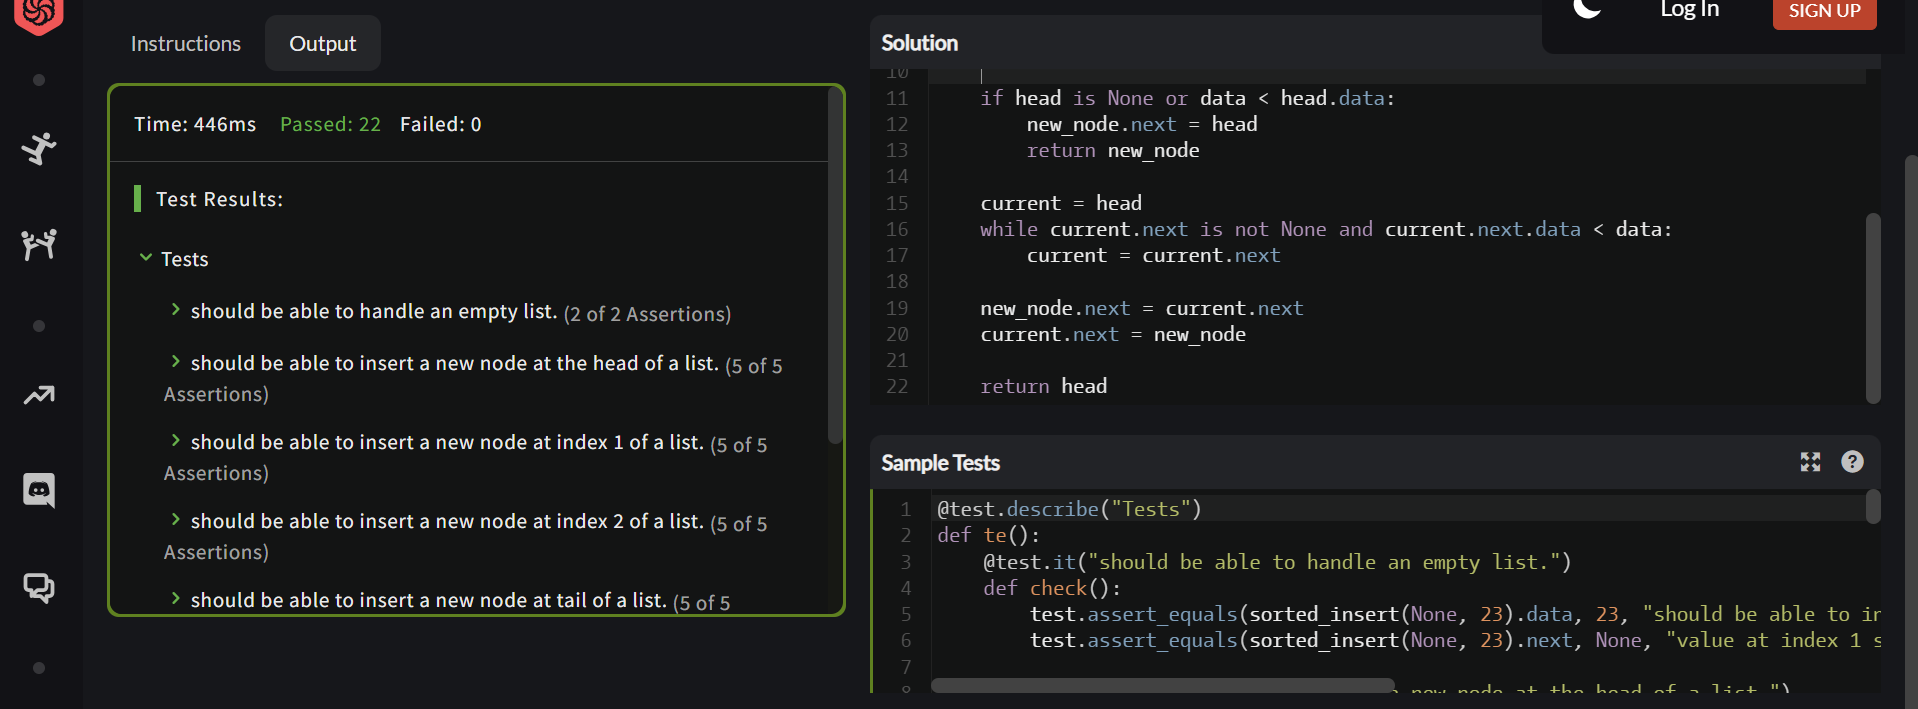 Log In
SIGN UP
Instructions
Output
Time: 446ms Passed: 22 Failed: 0
Test Results:
Tests
should be able to handle an empty list. (2 of 2 Assertions)
should be able to insert a new node at the head of a list. (5 of 5
Assertions)
should be able to insert a new node at index 1 of a list. (5 of 5
Assertions)
should be able to insert a new node at index 2 of a list. (5 of 5
Assertions)
should be able to insert a new node at tail of a list. (5 of 5
Solution
10
11 if head is None or data < head.data:
12 new_node.next = head
13 return new_node
14
15 current = head
16 while current.next is not None and current.next.data < data:
17 current = current.next
18
19 new_node.next = current.next
20 current.next = new_node
21
22 return head
Sample Tests
1 @test.describe("Tests")
2 def te():
3 @test.it("should be able to handle an empty list.")
4 def check():
5 test.assert_equals(sorted_insert(None, 23).data, 23, "should be able to in
6 test.assert_equals(sorted_insert(None, 23).next, None, "value at index 1 s
7
8 new node at the head of a list.")